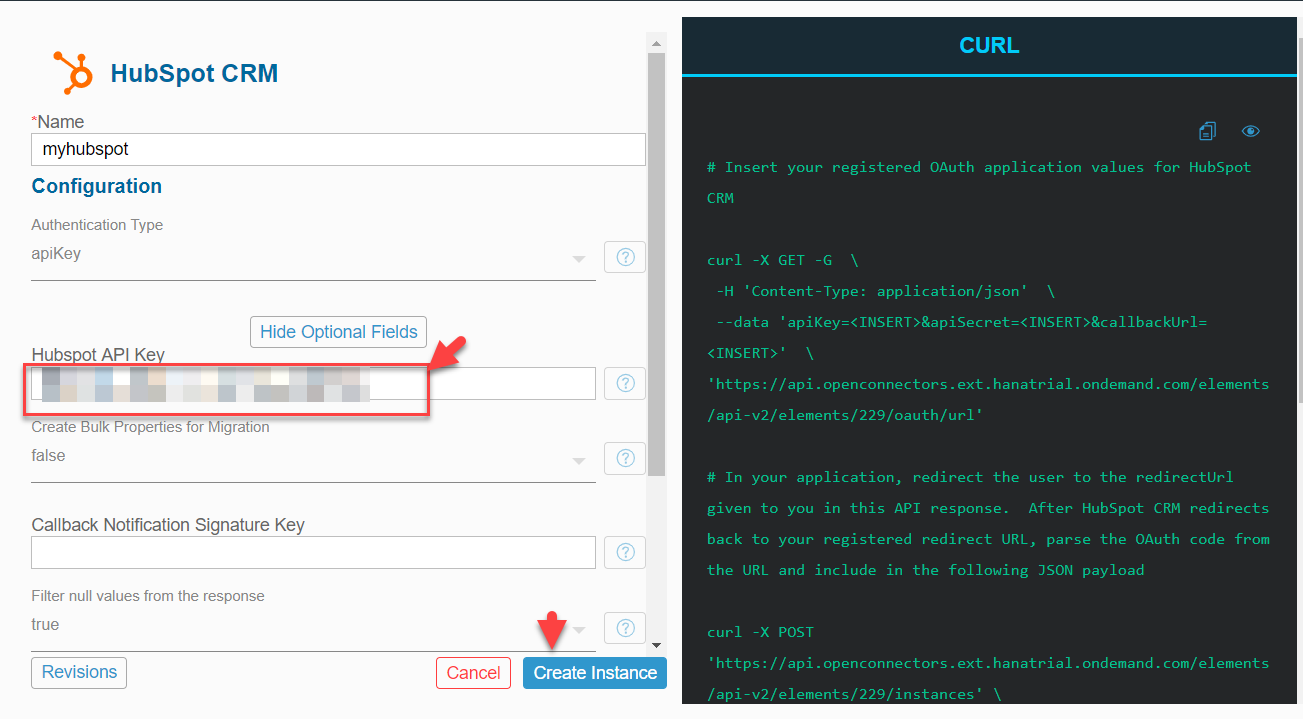 HubSpot CRM
*Name
myhubspot
Configuration
Authentication Type
apiKey
Hide Optional Fields
Hubspot API Key
Create Bulk Properties for Migration
false
Callback Notification Signature Key
Filter null values from the response
true
Revisions
Cancel
Create Instance
CURL
# Insert your registered OAuth application values for HubSpot
CRM
curl -X GET -G  \
-H 'Content-Type: application/json'  \
--data 'apiKey=<INSERT>&apiSecret=<INSERT>&callbackUrl=
<INSERT>'  \
'https://api.openconnectors.ext.hanatrial.ondemand.com/elements
/api-v2/elements/229/oauth/url'
# In your application, redirect the user to the redirectUrl
given to you in this API response.  After HubSpot CRM redirects
back to your registered redirect URL, parse the OAuth code from
the URL and include in the following JSON payload
curl -X POST
'https://api.openconnectors.ext.hanatrial.ondemand.com/elements
/api-v2/elements/229/instances' \